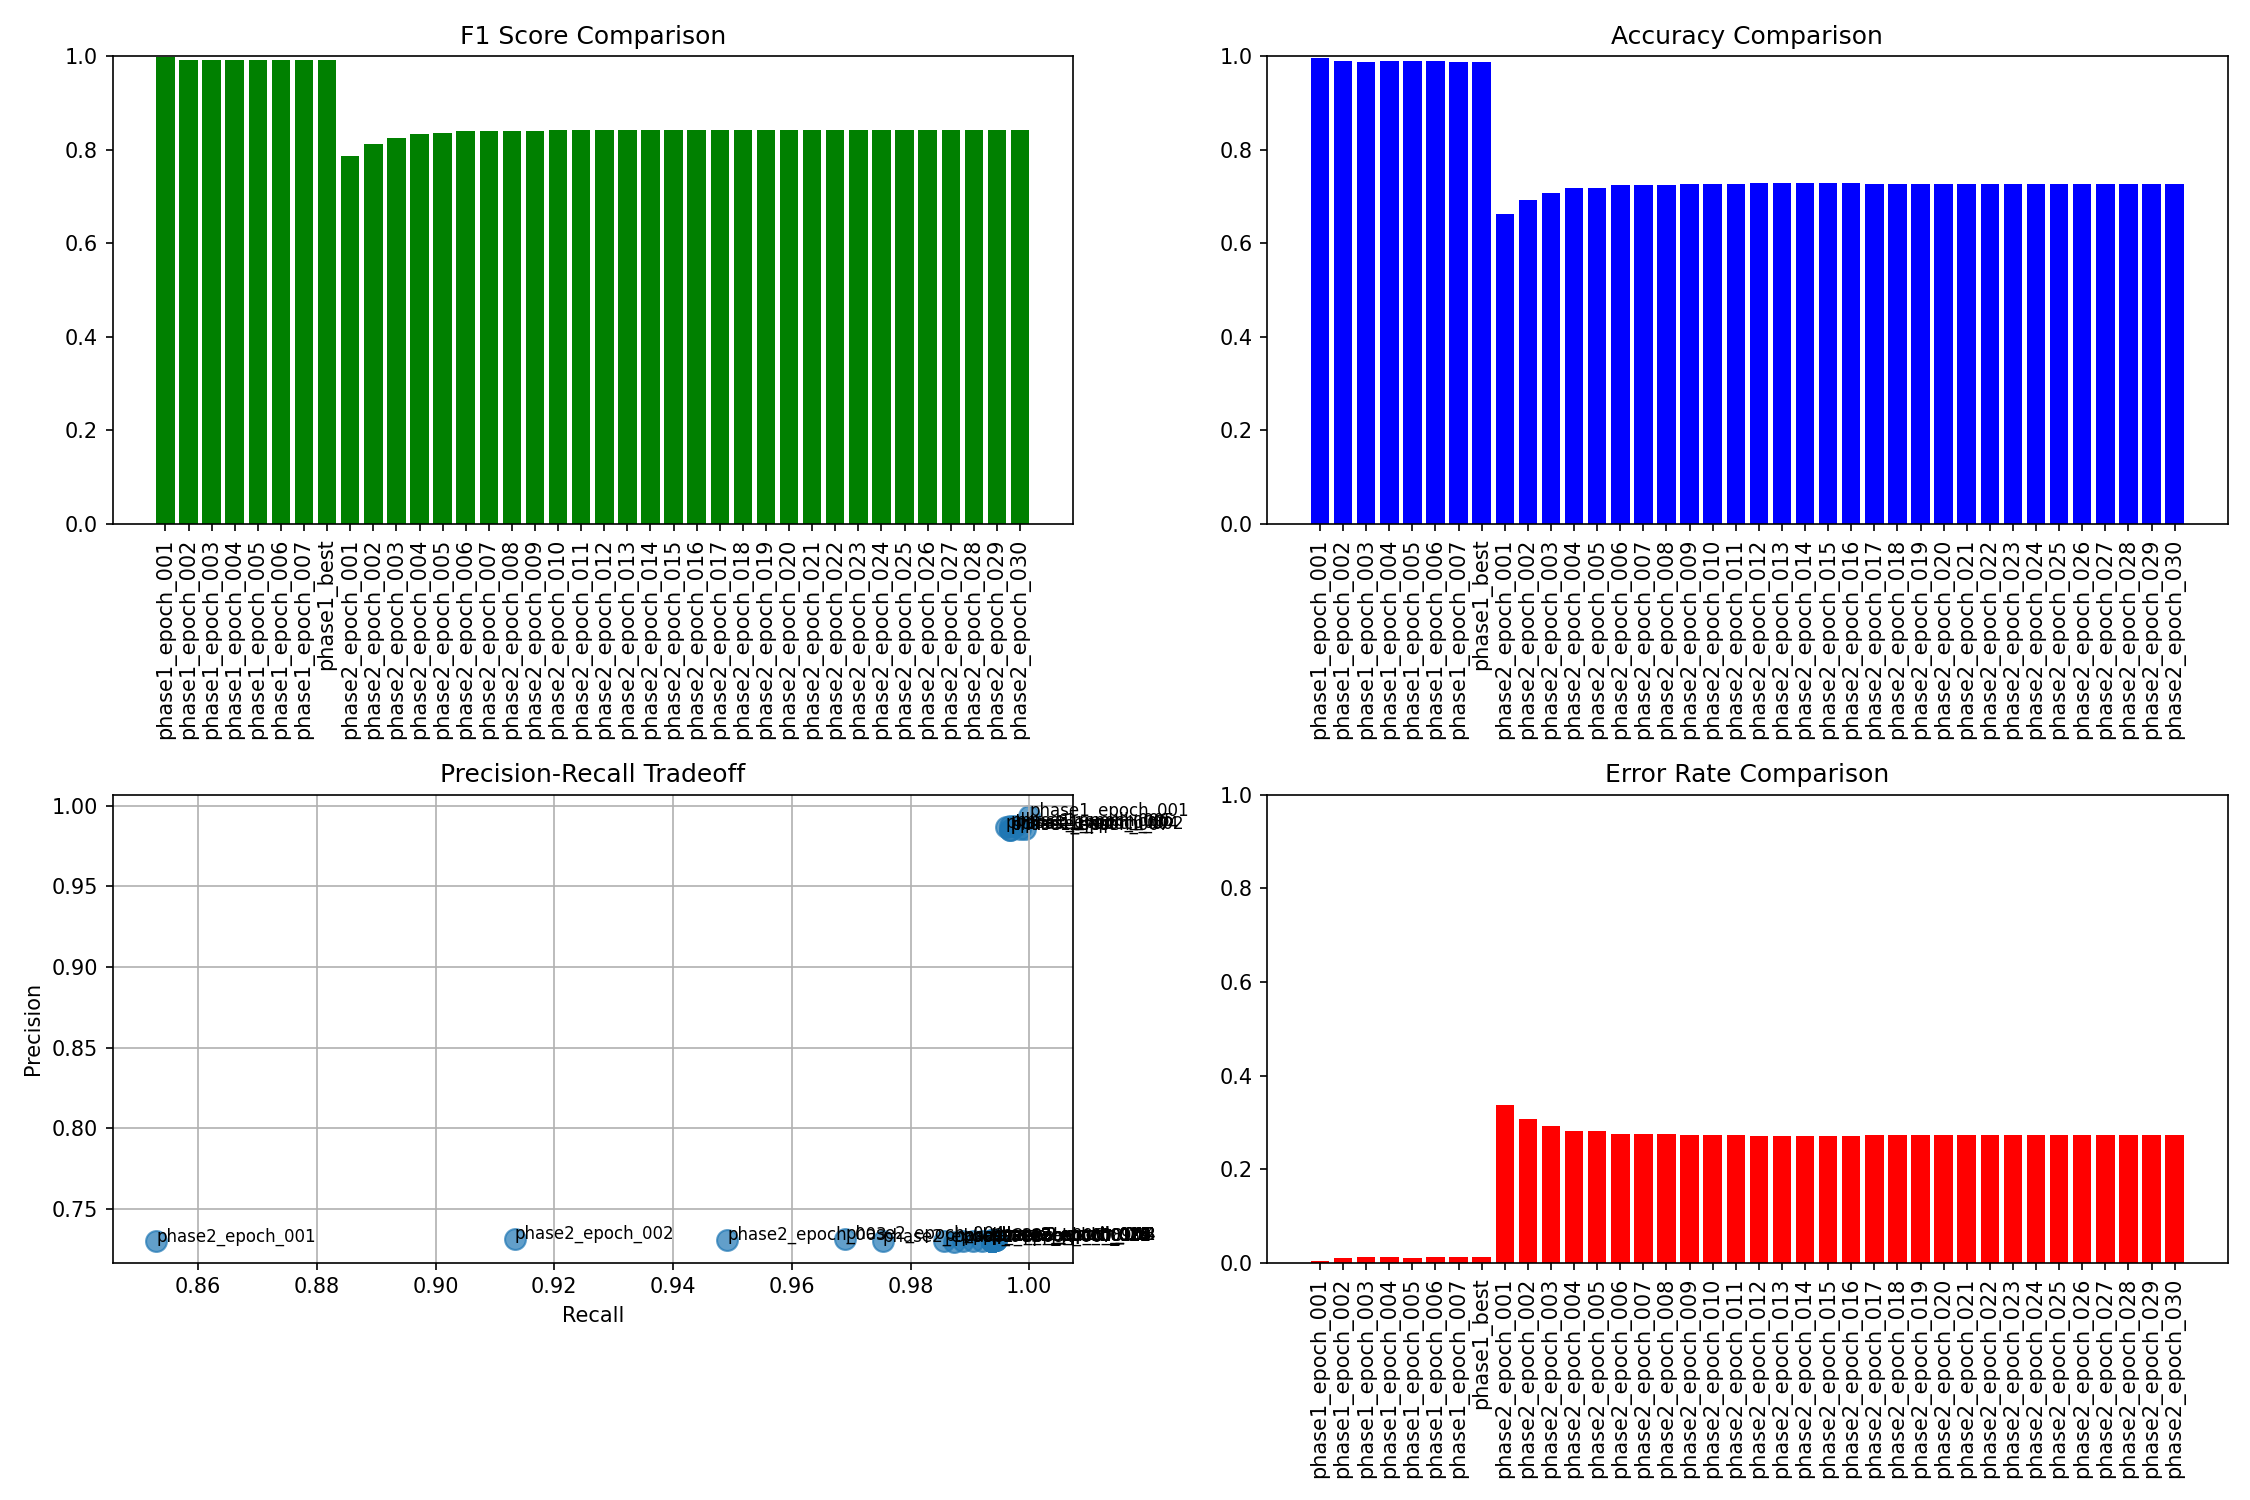 F1 Score Comparison
1.0
0.8
0.6
0.4
0.2
0.0
phase1_epoch_001
phase1_epoch_002
phase1_epoch_003
phase1_epoch_004
phase1_epoch_005
phase1_epoch_006
phase1_epoch_007
phase1_best
phase2_epoch_001
phase2_epoch_002
phase2_epoch_003
phase2_epoch_004
phase2_epoch_005
phase2_epoch_006
phase2_epoch_007
phase2_epoch_008
phase2_epoch_009
phase2_epoch_010
phase2_epoch_011
phase2_epoch_012
phase2_epoch_013
phase2_epoch_014
phase2_epoch_015
phase2_epoch_016
phase2_epoch_017
phase2_epoch_018
phase2_epoch_019
phase2_epoch_020
phase2_epoch_021
phase2_epoch_022
phase2_epoch_023
phase2_epoch_024
phase2_epoch_025
phase2_epoch_026
phase2_epoch_027
phase2_epoch_028
phase2_epoch_029
phase2_epoch_030
Accuracy Comparison
1.0
0.8
0.6
0.4
0.2
0.0
phase1_epoch_001
phase1_epoch_002
phase1_epoch_003
phase1_epoch_004
phase1_epoch_005
phase1_epoch_006
phase1_epoch_007
phase1_best
phase2_epoch_001
phase2_epoch_002
phase2_epoch_003
phase2_epoch_004
phase2_epoch_005
phase2_epoch_006
phase2_epoch_007
phase2_epoch_008
phase2_epoch_009
phase2_epoch_010
phase2_epoch_011
phase2_epoch_012
phase2_epoch_013
phase2_epoch_014
phase2_epoch_015
phase2_epoch_016
phase2_epoch_017
phase2_epoch_018
phase2_epoch_019
phase2_epoch_020
phase2_epoch_021
phase2_epoch_022
phase2_epoch_023
phase2_epoch_024
phase2_epoch_025
phase2_epoch_026
phase2_epoch_027
phase2_epoch_028
phase2_epoch_029
phase2_epoch_030
Precision-Recall Tradeoff
Precision
1.00
0.95
0.90
0.85
0.80
0.75
phase1_epoch_001
phase2_epoch_001
phase2_epoch_002
phase2_epoch_003
0.86
0.88
0.90
0.92
0.94
0.96
0.98
1.00
Recall
Error Rate Comparison
1.0
0.8
0.6
0.4
0.2
0.0
phase1_epoch_001
phase1_epoch_002
phase1_epoch_003
phase1_epoch_004
phase1_epoch_005
phase1_epoch_006
phase1_epoch_007
phase1_best
phase2_epoch_001
phase2_epoch_002
phase2_epoch_003
phase2_epoch_004
phase2_epoch_005
phase2_epoch_006
phase2_epoch_007
phase2_epoch_008
phase2_epoch_009
phase2_epoch_010
phase2_epoch_011
phase2_epoch_012
phase2_epoch_013
phase2_epoch_014
phase2_epoch_015
phase2_epoch_016
phase2_epoch_017
phase2_epoch_018
phase2_epoch_019
phase2_epoch_020
phase2_epoch_021
phase2_epoch_022
phase2_epoch_023
phase2_epoch_024
phase2_epoch_025
phase2_epoch_026
phase2_epoch_027
phase2_epoch_028
phase2_epoch_029
phase2_epoch_030